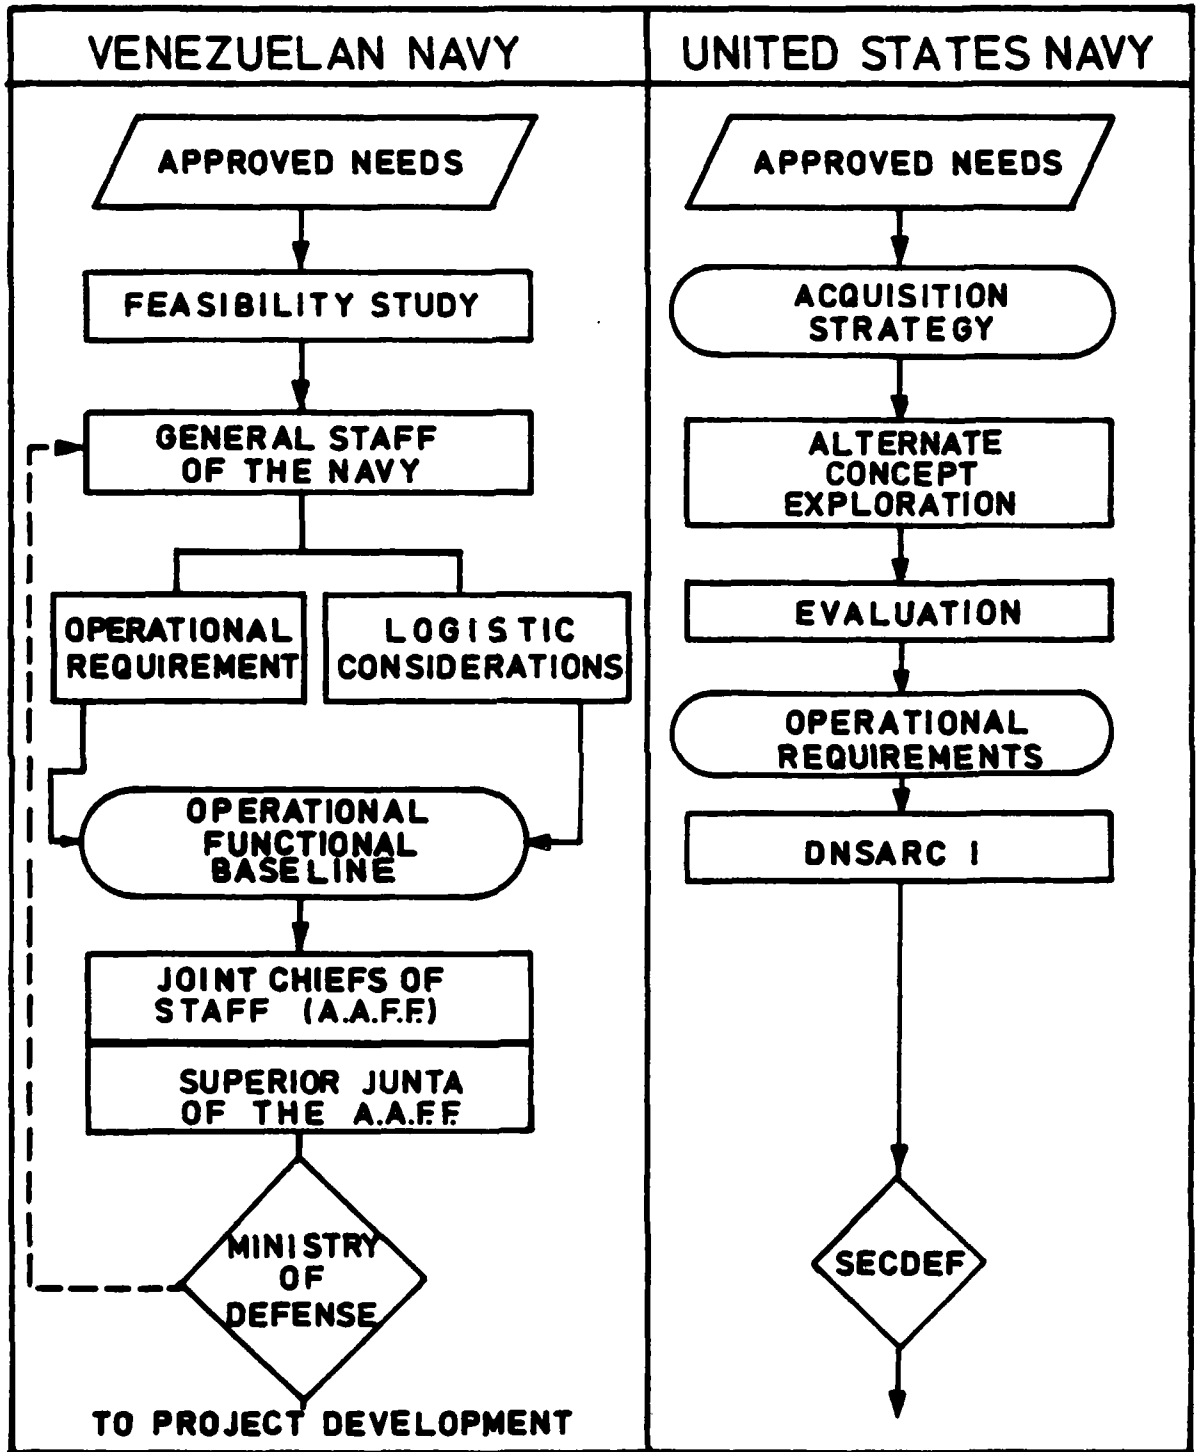 VENEZUELAN NAVY
UNITED STATES NAVY
APPROVED NEEDS
FEASIBILITY STUDY
GENERAL STAFF
OF THE NAVY
OPERATIONAL
REQUIREMENT
LOGISTIC
CONSIDERATIONS
OPERATIONAL
FUNCTIONAL
BASELINE
JOINT CHIEFS OF
STAFF (A.A.F.F.)
SUPERIOR JUNTA
OF THE A.A.F.F.
MINISTRY
OF
DEFENSE
TO PROJECT DEVELOPMENT
APPROVED NEEDS
ACQUISITION
STRATEGY
ALTERNATE
CONCEPT
EXPLORATION
EVALUATION
OPERATIONAL
REQUIREMENTS
DNSARC I
SECDEF